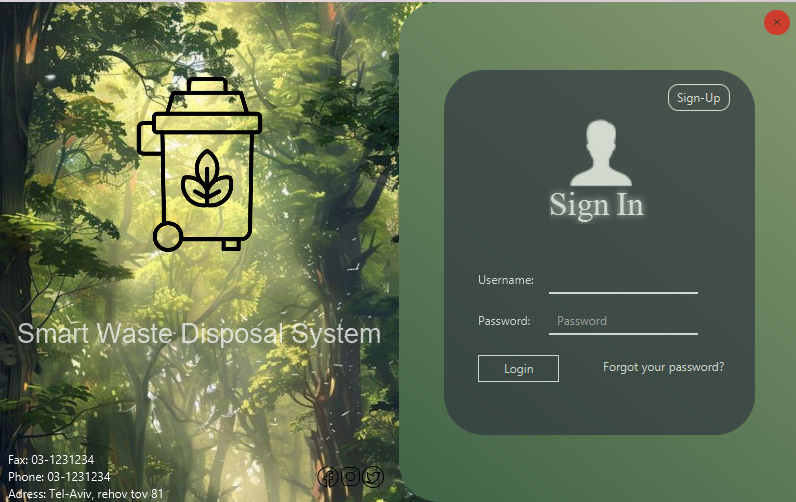 Smart Waste Disposal System
Fax: 03-1231234
Phone: 03-1231234
Adress: Tel-Aviv, rehov tov 81
Sign-Up
Sign In
Username:
Password:
Password
Login
Forgot your password?